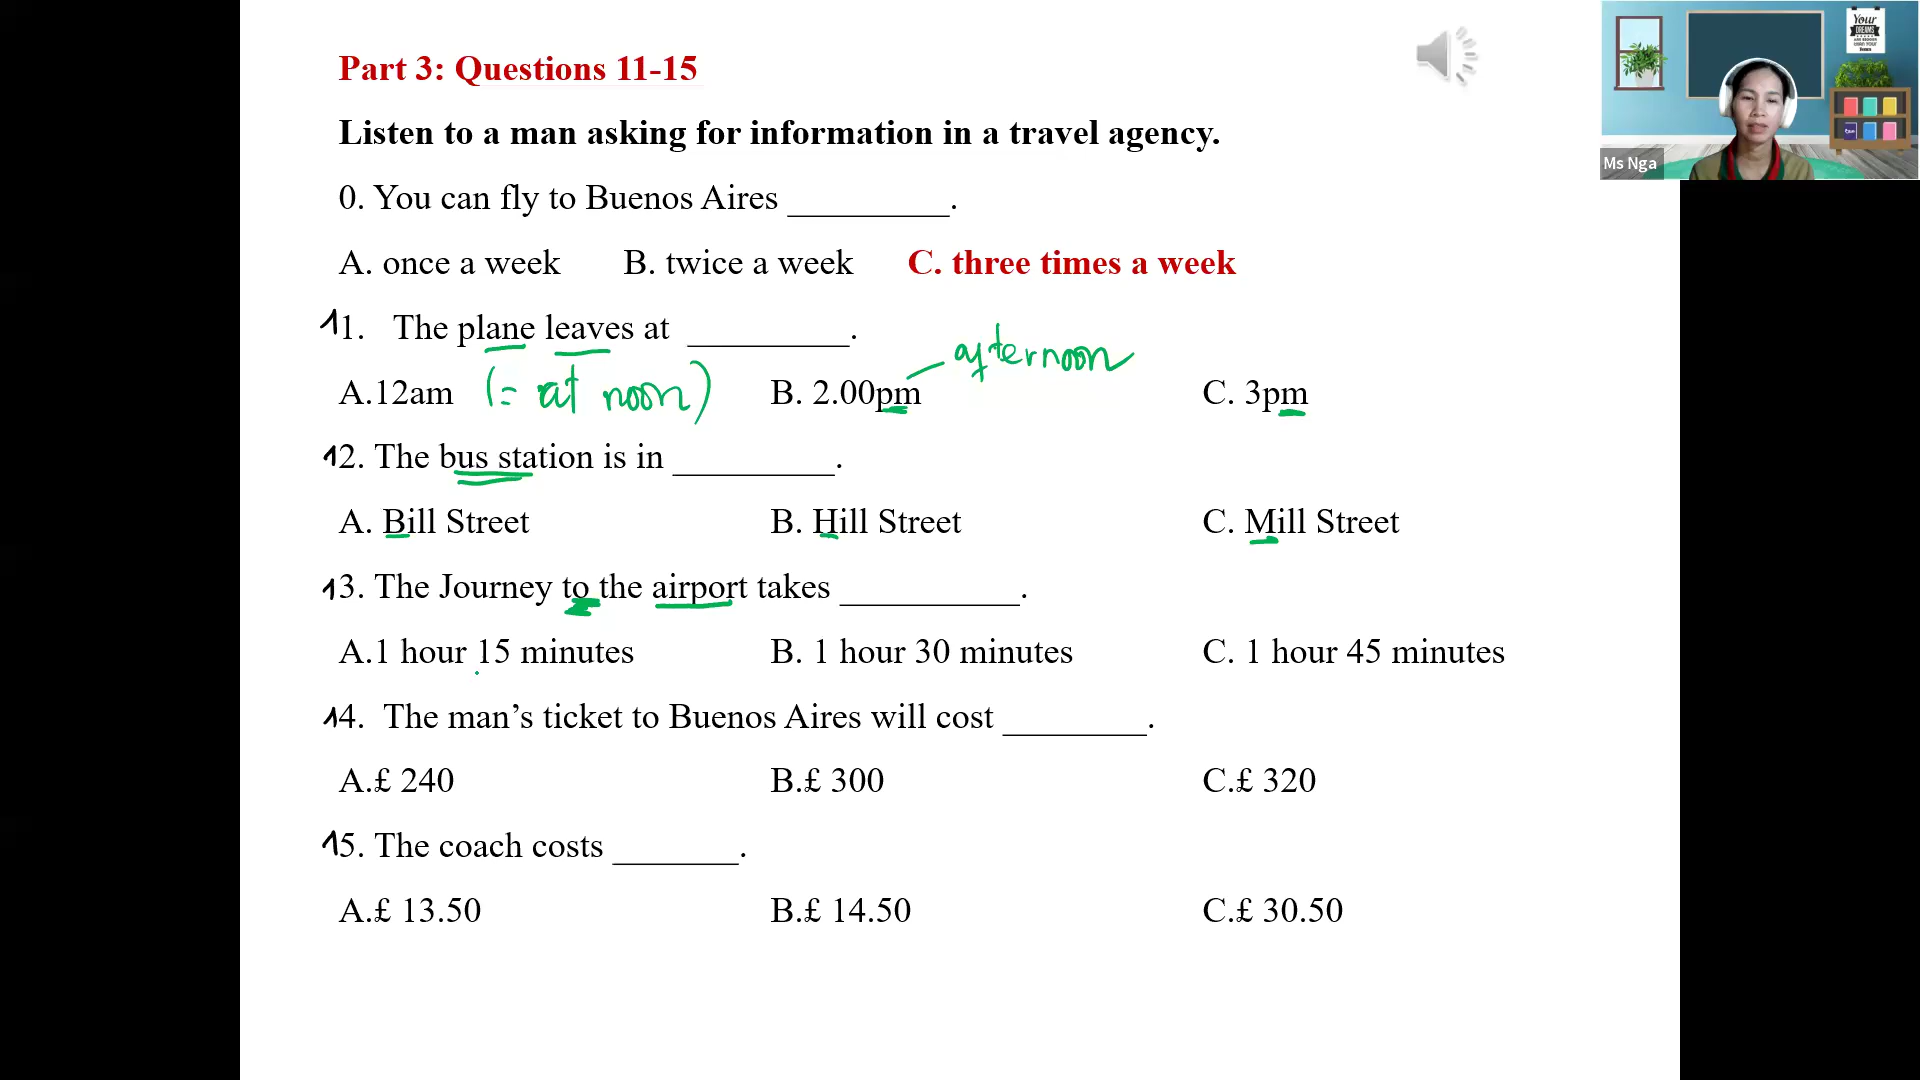 Part 3: Questions 11-15
Listen to a man asking for information in a travel agency.
0. You can fly to Buenos Aires _________.
A. once a week B. twice a week C. three times a week
11. The plane leaves at _________.
afternoon
A.12am (= at noon) B. 2.00pm C. 3pm
12. The bus station is in _________.
A. Bill Street B. Hill Street C. Mill Street
13. The Journey to the airport takes __________.
A.1 hour 15 minutes B. 1 hour 30 minutes C. 1 hour 45 minutes
14. The man’s ticket to Buenos Aires will cost ________.
A.£ 240 B.£ 300 C.£ 320
15. The coach costs _______.
A.£ 13.50 B.£ 14.50 C.£ 30.50
Your
DREAMS
Ms Nga